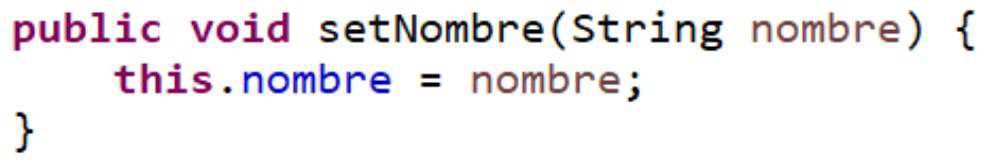 public void setNombre(String nombre) {
    this.nombre = nombre;
}